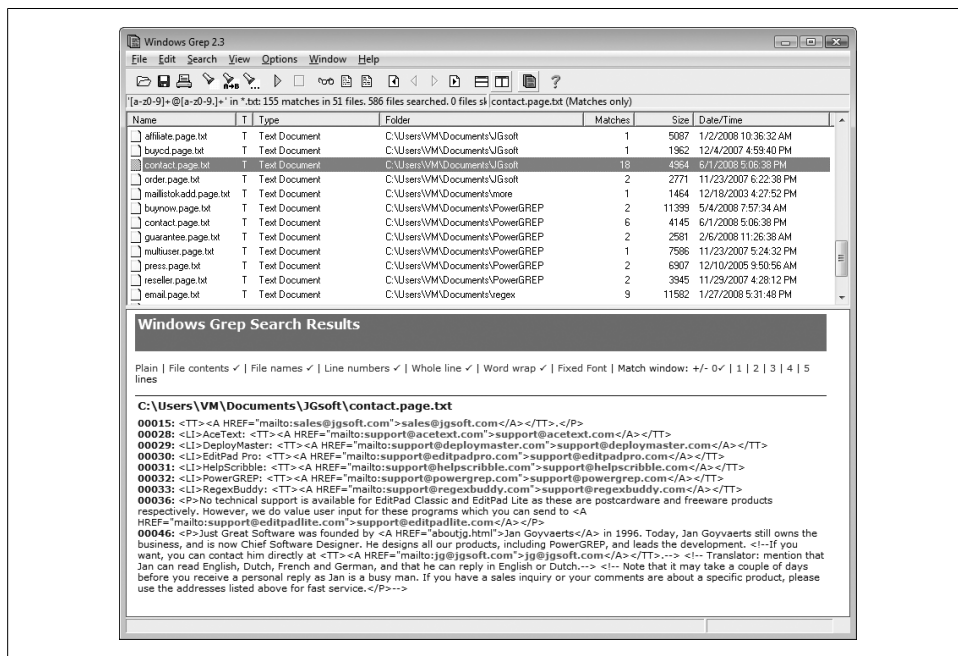 Windows Grep 2.3
File Edit Search View Options Window Help
'[a-z0-9]+@[a-z0-9.]+' in *.txt: 155 matches in 51 files. 586 files searched. 0 files sk contact.page.txt (Matches only)
Name T Type Folder Matches Size Date/Time
affiliate.page.txt T Text Document C:\Users\VM\Documents\JGsoft 1 5087 1/2/2008 10:36:32 AM
buycd.page.txt T Text Document C:\Users\VM\Documents\JGsoft 1 1962 12/4/2007 4:59:40 PM
contact.page.txt T Text Document C:\Users\VM\Documents\JGsoft 18 4964 6/1/2008 5:06:38 PM
order.page.txt T Text Document C:\Users\VM\Documents\JGsoft 2 2771 11/23/2007 6:22:38 PM
maillistokadd.page.txt T Text Document C:\Users\VM\Documents\more 1 1464 12/18/2003 4:27:52 PM
buynow.page.txt T Text Document C:\Users\VM\Documents\PowerGREP 2 11399 5/4/2008 7:57:34 AM
contact.page.txt T Text Document C:\Users\VM\Documents\PowerGREP 6 4145 6/1/2008 5:06:38 PM
guarantee.page.txt T Text Document C:\Users\VM\Documents\PowerGREP 2 2581 2/6/2008 11:26:38 AM
multiuser.page.txt T Text Document C:\Users\VM\Documents\PowerGREP 1 7586 11/23/2007 5:24:32 PM
press.page.txt T Text Document C:\Users\VM\Documents\PowerGREP 2 6907 12/10/2005 9:50:56 AM
reseller.page.txt T Text Document C:\Users\VM\Documents\PowerGREP 2 3945 11/29/2007 4:28:12 PM
email.page.txt T Text Document C:\Users\VM\Documents\regex 9 11582 1/27/2008 5:31:48 PM
Windows Grep Search Results
Plain | File contents ✓ | File names ✓ | Line numbers ✓ | Whole line ✓ | Word wrap ✓ | Fixed Font | Match window: +/- 0✓ | 1 | 2 | 3 | 4 | 5
lines
C:\Users\VM\Documents\JGsoft\contact.page.txt
00015: <TT><A HREF="mailto:sales@jgsoft.com">sales@jgsoft.com</A></TT>.</P>
00028: <LI>AceText: <TT><A HREF="mailto:support@acetext.com">support@acetext.com</A></TT>
00029: <LI>DeployMaster: <TT><A HREF="mailto:support@deploymaster.com">support@deploymaster.com</A></TT>
00030: <LI>EditPad Pro: <TT><A HREF="mailto:support@editpadpro.com">support@editpadpro.com</A></TT>
00031: <LI>HelpScribble: <TT><A HREF="mailto:support@helpscribble.com">support@helpscribble.com</A></TT>
00032: <LI>PowerGREP: <TT><A HREF="mailto:support@powergrep.com">support@powergrep.com</A></TT>
00033: <LI>RegexBuddy: <TT><A HREF="mailto:support@regexbuddy.com">support@regexbuddy.com</A></TT>
00036: <P>No technical support is available for EditPad Classic and EditPad Lite as these are postcardware and freeware products
respectively. However, we do value user input for these programs which you can send to <A
HREF="mailto:support@editpadlite.com">support@editpadlite.com</A></P>
00046: <P>Just Great Software was founded by <A HREF="aboutjg.html">Jan Goyvaerts</A> in 1996. Today, Jan Goyvaerts still owns the
business, and is now Chief Software Designer. He designs all our products, including PowerGREP, and leads the development. <!--If you
want, you can contact him directly at <TT><A HREF="mailto:jg@jgsoft.com">jg@jgsoft.com</A></TT>.--> <!-- Translator: mention that
Jan can read English, Dutch, French and German, and that he can reply in English or Dutch.--> <!-- Note that it may take a couple of days
before you receive a personal reply as Jan is a busy man. If you have a sales inquiry or your comments are about a specific product, please
use the addresses listed above for fast service.</P>-->